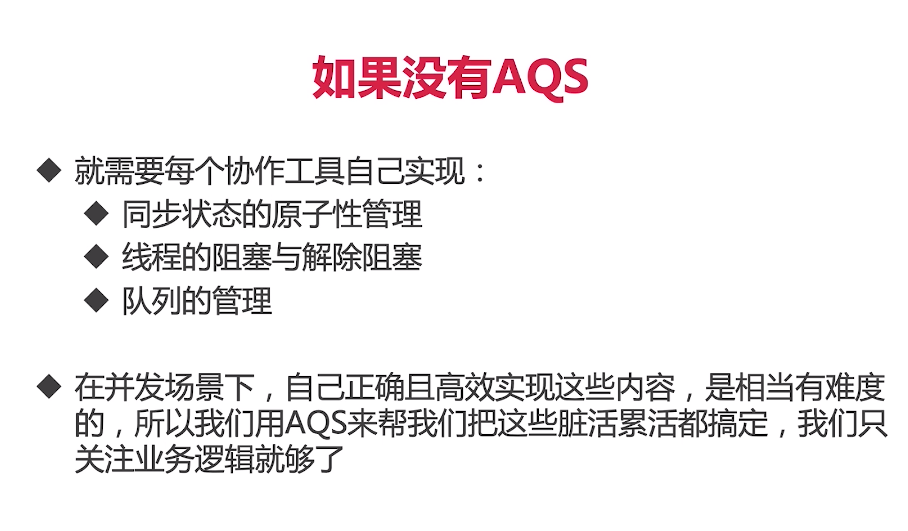 如果没有AQS
◆ 就需要每个协作工具自己实现：
◆ 同步状态的原子性管理
◆ 线程的阻塞与解除阻塞
◆ 队列的管理
◆ 在并发场景下，自己正确且高效实现这些内容，是相当有难度
的，所以我们用AQS来帮我们把这些脏活累活都搞定，我们只
关注业务逻辑就够了